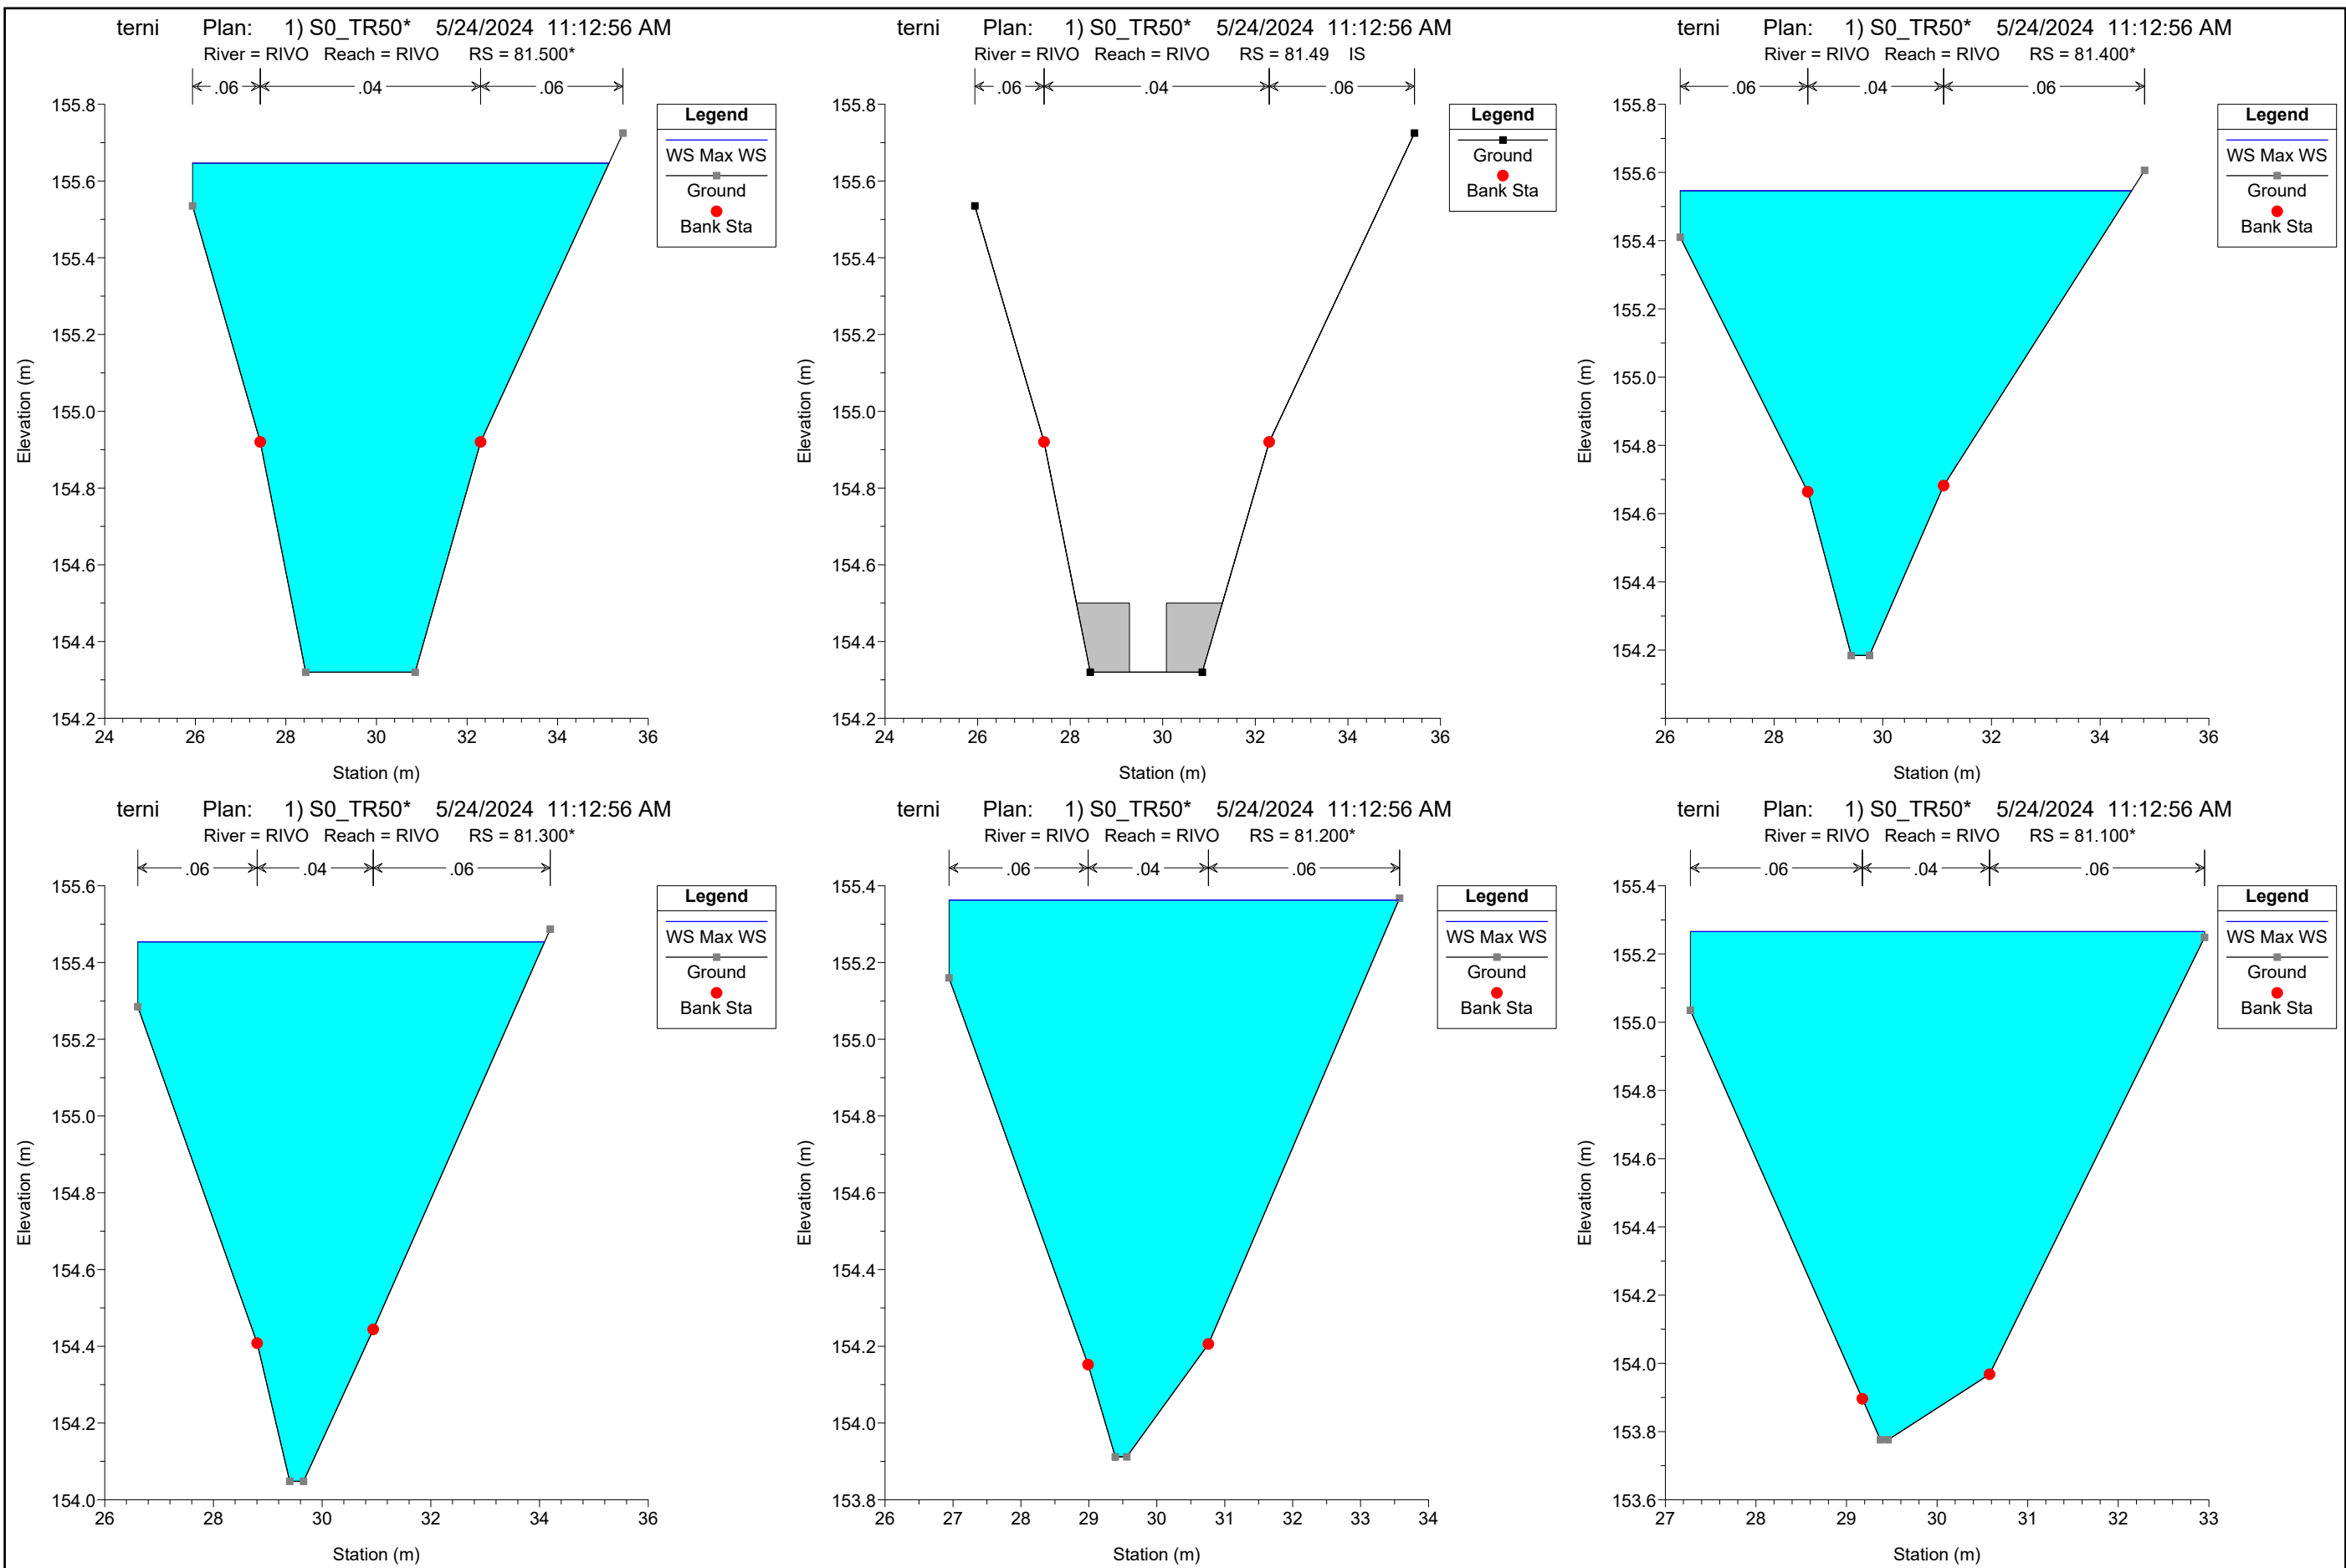 terni Plan: 1) S0_TR50* 5/24/2024 11:12:56 AM
River = RIVO Reach = RIVO RS = 81.500*
.06 .04 .06
Legend
WS Max WS
Ground
Bank Sta
155.8
155.6
155.4
155.2
155.0
154.8
154.6
154.4
154.2
Elevation (m)
24 26 28 30 32 34 36
Station (m)
terni Plan: 1) S0_TR50* 5/24/2024 11:12:56 AM
River = RIVO Reach = RIVO RS = 81.49 IS
.06 .04 .06
Legend
Ground
Bank Sta
155.8
155.6
155.4
155.2
155.0
154.8
154.6
154.4
154.2
Elevation (m)
24 26 28 30 32 34 36
Station (m)
terni Plan: 1) S0_TR50* 5/24/2024 11:12:56 AM
River = RIVO Reach = RIVO RS = 81.400*
.06 .04 .06
Legend
WS Max WS
Ground
Bank Sta
155.8
155.6
155.4
155.2
155.0
154.8
154.6
154.4
154.2
Elevation (m)
26 28 30 32 34 36
Station (m)
terni Plan: 1) S0_TR50* 5/24/2024 11:12:56 AM
River = RIVO Reach = RIVO RS = 81.300*
.06 .04 .06
Legend
WS Max WS
Ground
Bank Sta
155.6
155.4
155.2
155.0
154.8
154.6
154.4
154.2
154.0
Elevation (m)
26 28 30 32 34 36
Station (m)
terni Plan: 1) S0_TR50* 5/24/2024 11:12:56 AM
River = RIVO Reach = RIVO RS = 81.200*
.06 .04 .06
Legend
WS Max WS
Ground
Bank Sta
155.4
155.2
155.0
154.8
154.6
154.4
154.2
154.0
153.8
Elevation (m)
26 27 28 29 30 31 32 33 34
Station (m)
terni Plan: 1) S0_TR50* 5/24/2024 11:12:56 AM
River = RIVO Reach = RIVO RS = 81.100*
.06 .04 .06
Legend
WS Max WS
Ground
Bank Sta
155.4
155.2
155.0
154.8
154.6
154.4
154.2
154.0
153.8
153.6
Elevation (m)
27 28 29 30 31 32 33
Station (m)